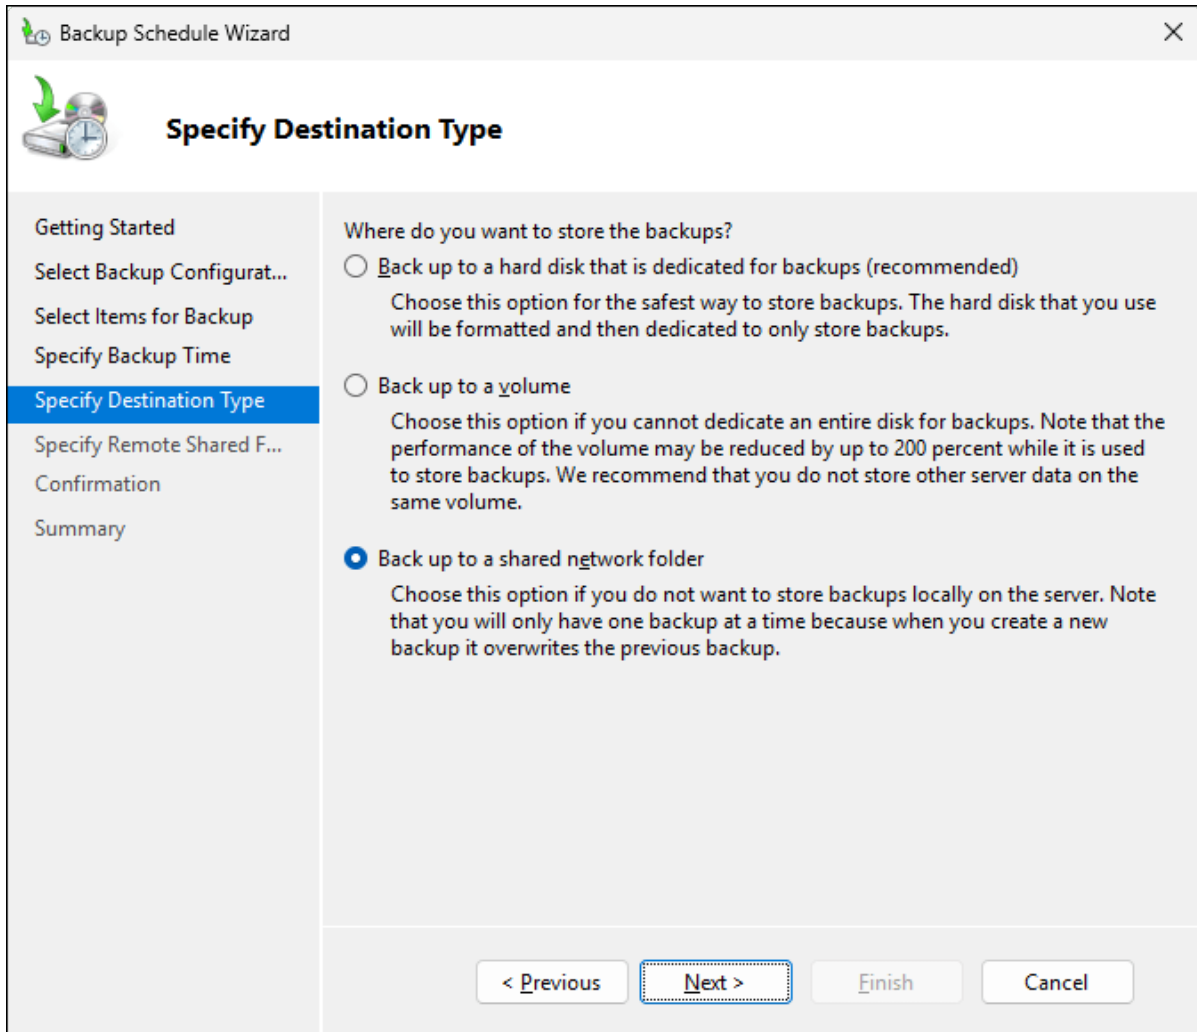 Backup Schedule Wizard
Specify Destination Type
Getting Started
Select Backup Configurat...
Select Items for Backup
Specify Backup Time
Specify Destination Type
Specify Remote Shared F...
Confirmation
Summary
Where do you want to store the backups?
Back up to a hard disk that is dedicated for backups (recommended)
Choose this option for the safest way to store backups. The hard disk that you use
will be formatted and then dedicated to only store backups.
Back up to a volume
Choose this option if you cannot dedicate an entire disk for backups. Note that the
performance of the volume may be reduced by up to 200 percent while it is used
to store backups. We recommend that you do not store other server data on the
same volume.
Back up to a shared network folder
Choose this option if you do not want to store backups locally on the server. Note
that you will only have one backup at a time because when you create a new
backup it overwrites the previous backup.
< Previous
Next >
Finish
Cancel